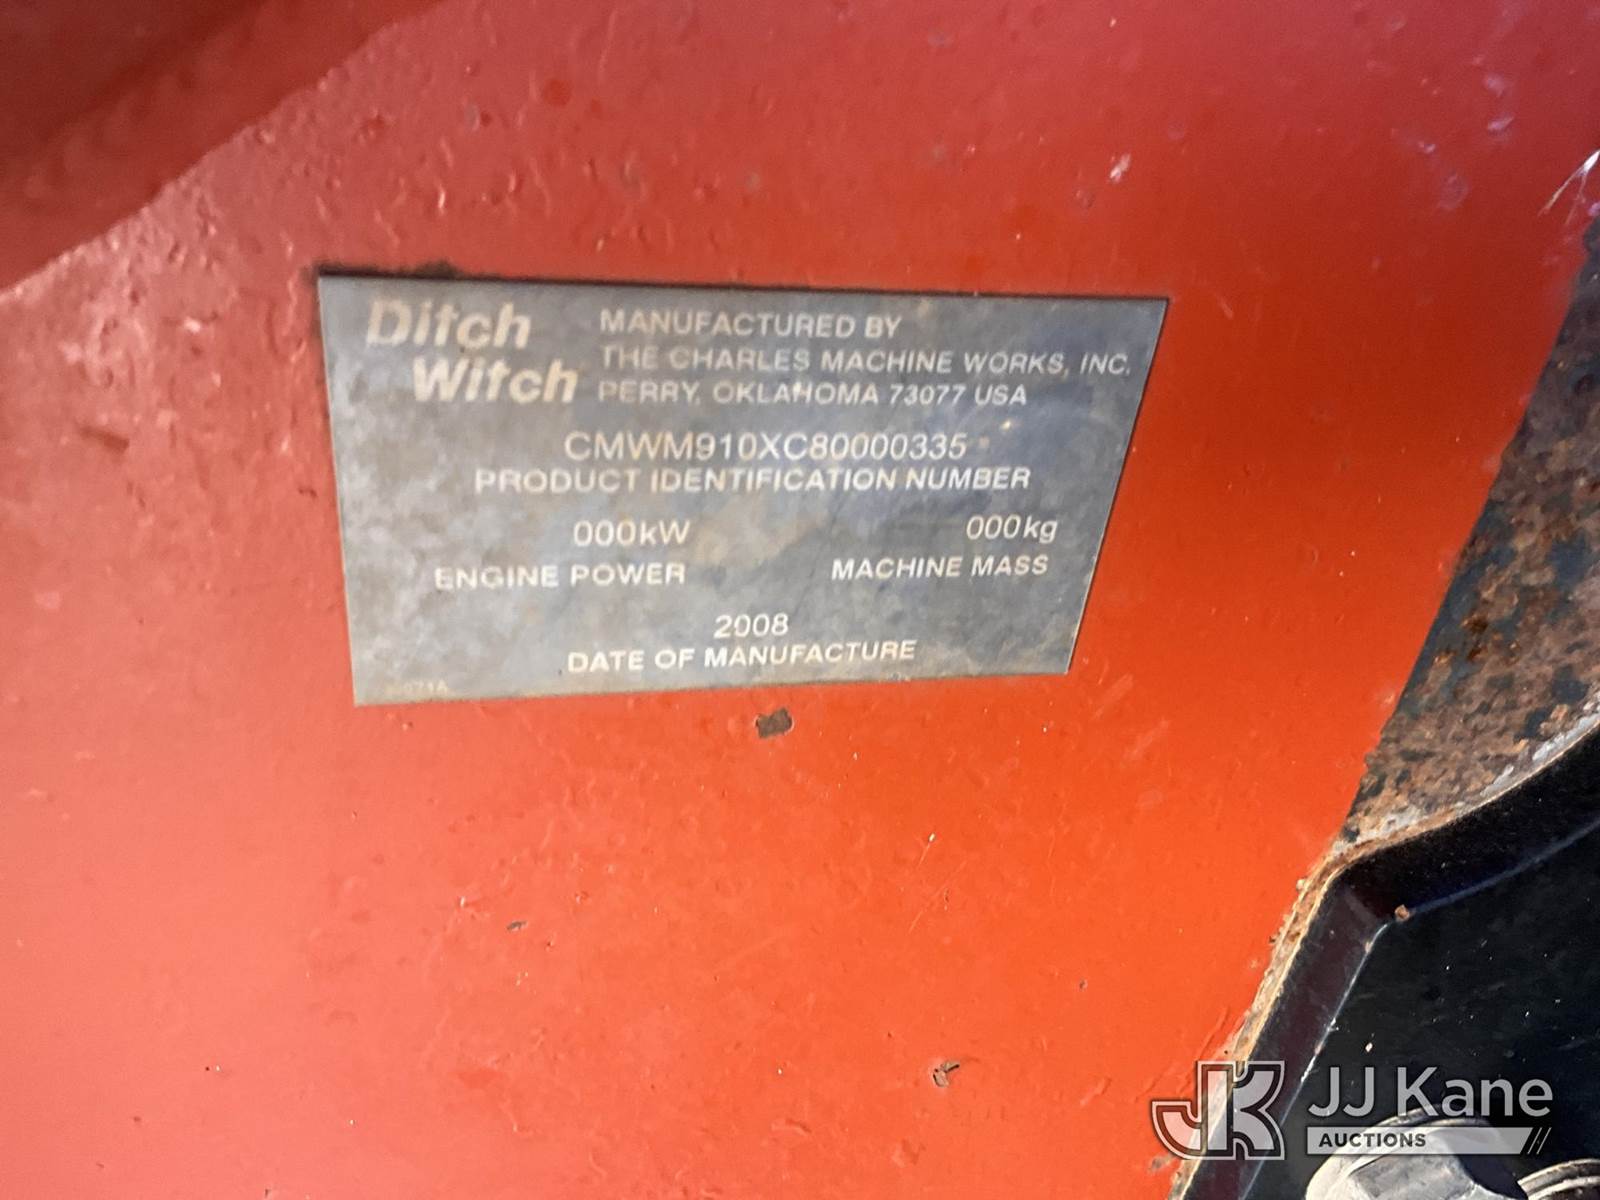 Ditch Witch
MANUFACTURED BY
THE CHARLES MACHINE WORKS, INC.
PERRY, OKLAHOMA 73077 USA
CMWM910XC80000335
PRODUCT IDENTIFICATION NUMBER
000kW
ENGINE POWER
000kg
MACHINE MASS
2008
DATE OF MANUFACTURE
JK
JJ Kane
AUCTIONS